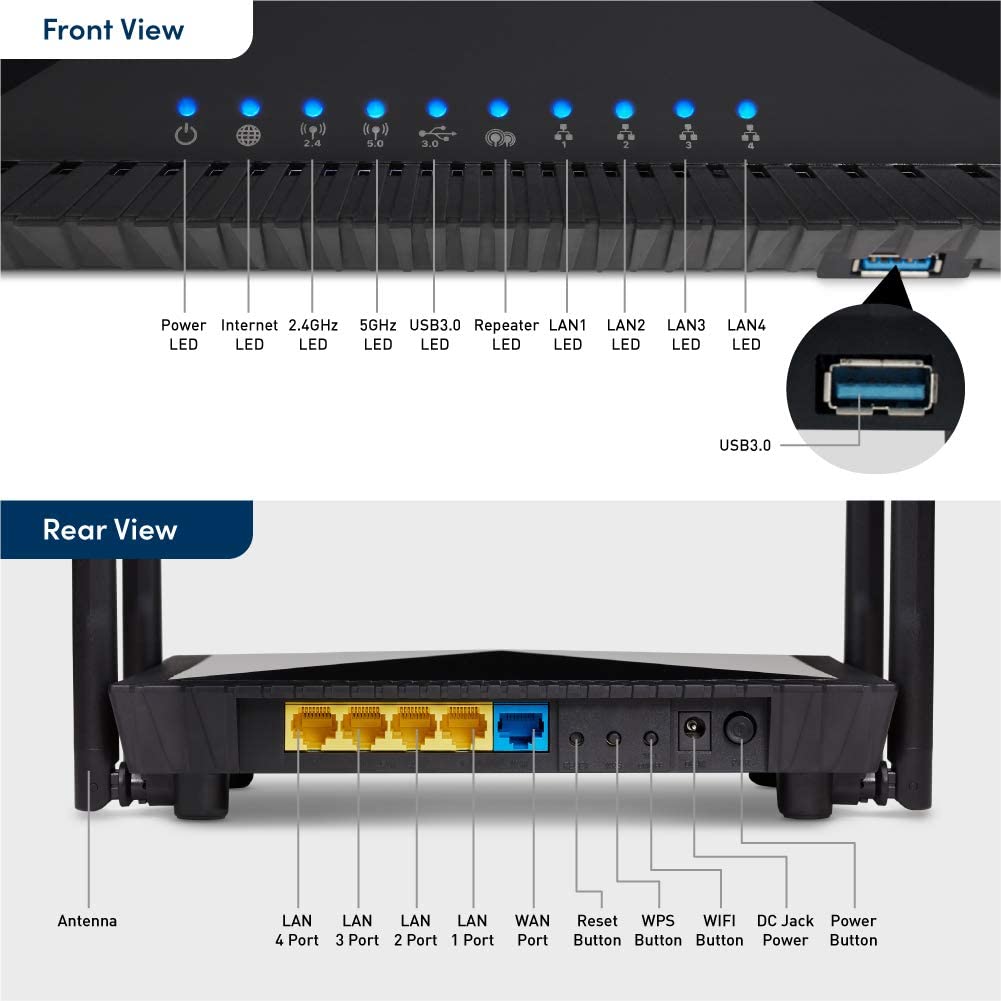 Front View
2.4
5.0
3.0
1
2
3
4
Power LED
Internet LED
2.4GHz LED
5GHz LED
USB3.0 LED
Repeater LED
LAN1 LED
LAN2 LED
LAN3 LED
LAN4 LED
USB3.0
Rear View
Antenna
LAN 4 Port
LAN 3 Port
LAN 2 Port
LAN 1 Port
WAN Port
Reset Button
WPS Button
WIFI Button
DC Jack Power
Power Button